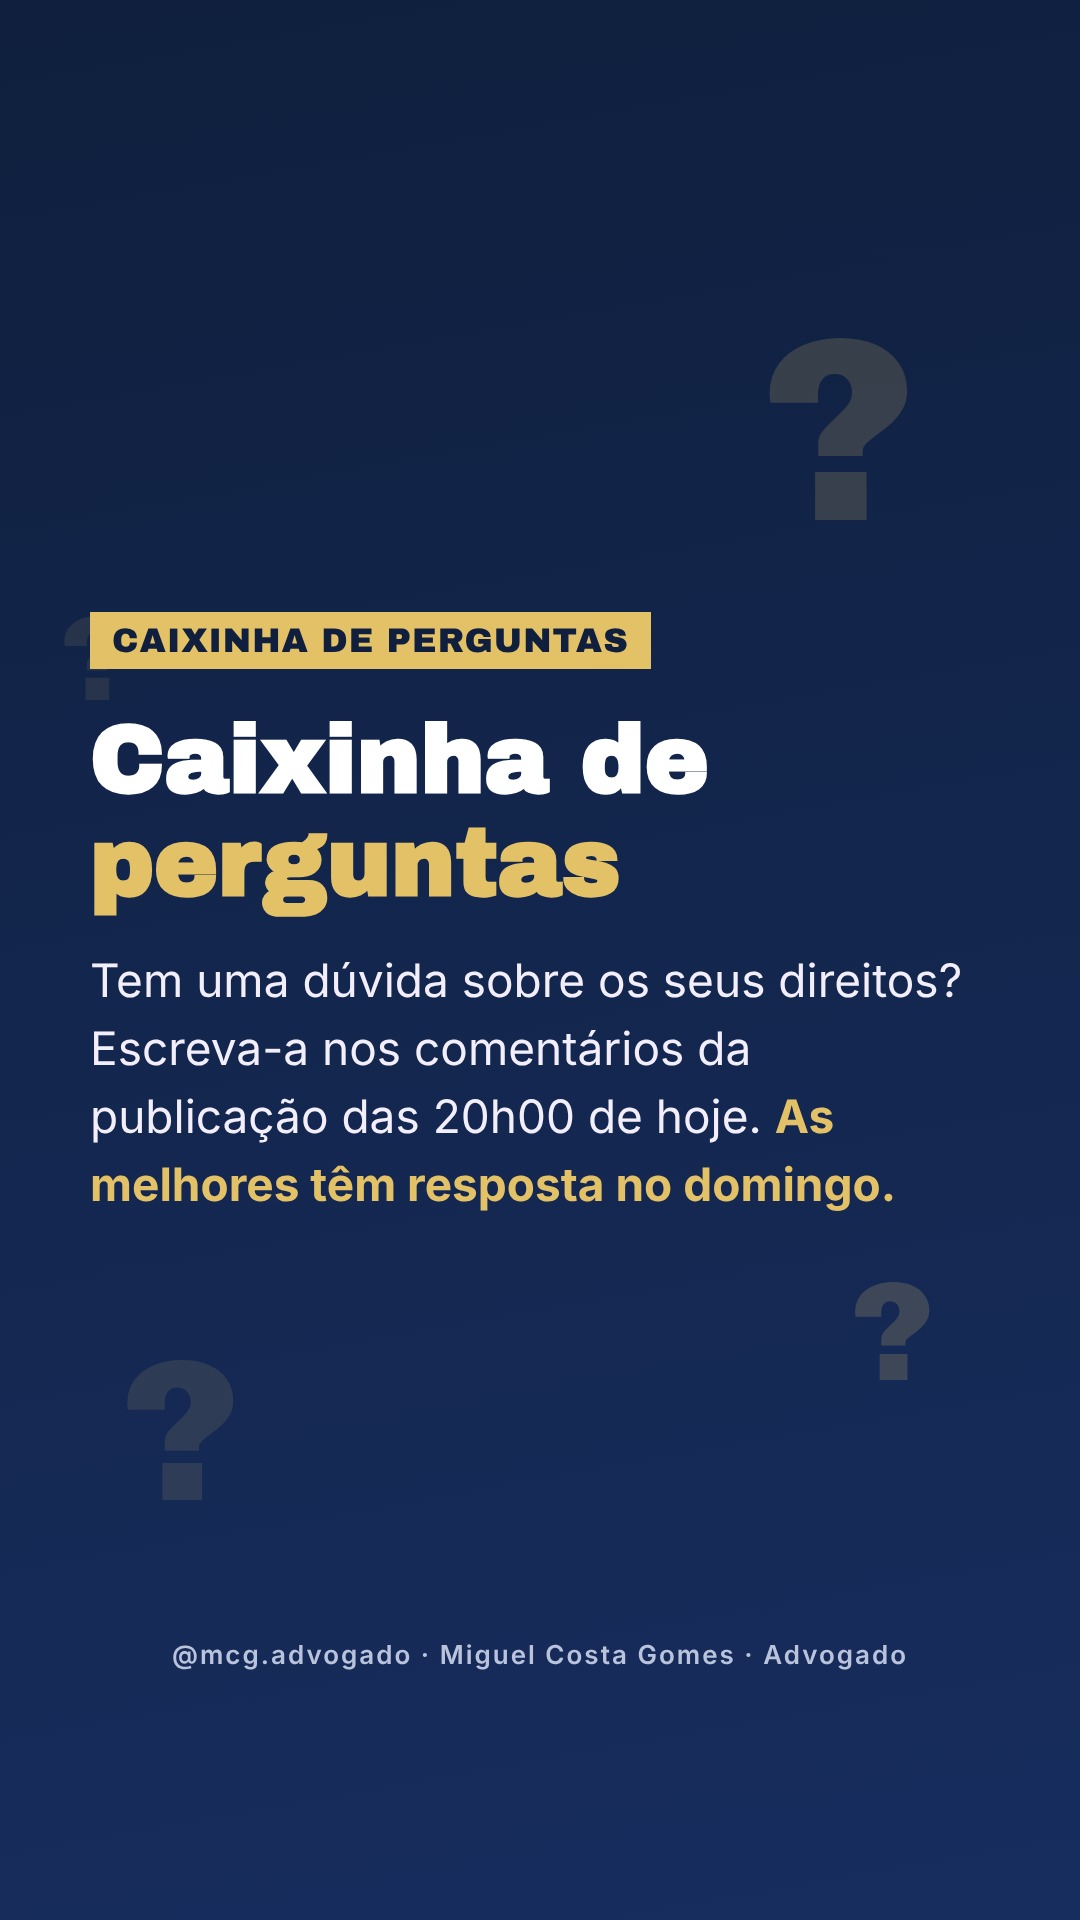 ?
CAIXINHA DE PERGUNTAS
?
Caixinha de
perguntas
Tem uma dúvida sobre os seus direitos?
Escreva-a nos comentários da
publicação das 20h00 de hoje. As
melhores têm resposta no domingo.
?
?
@mcg.advogado · Miguel Costa Gomes · Advogado